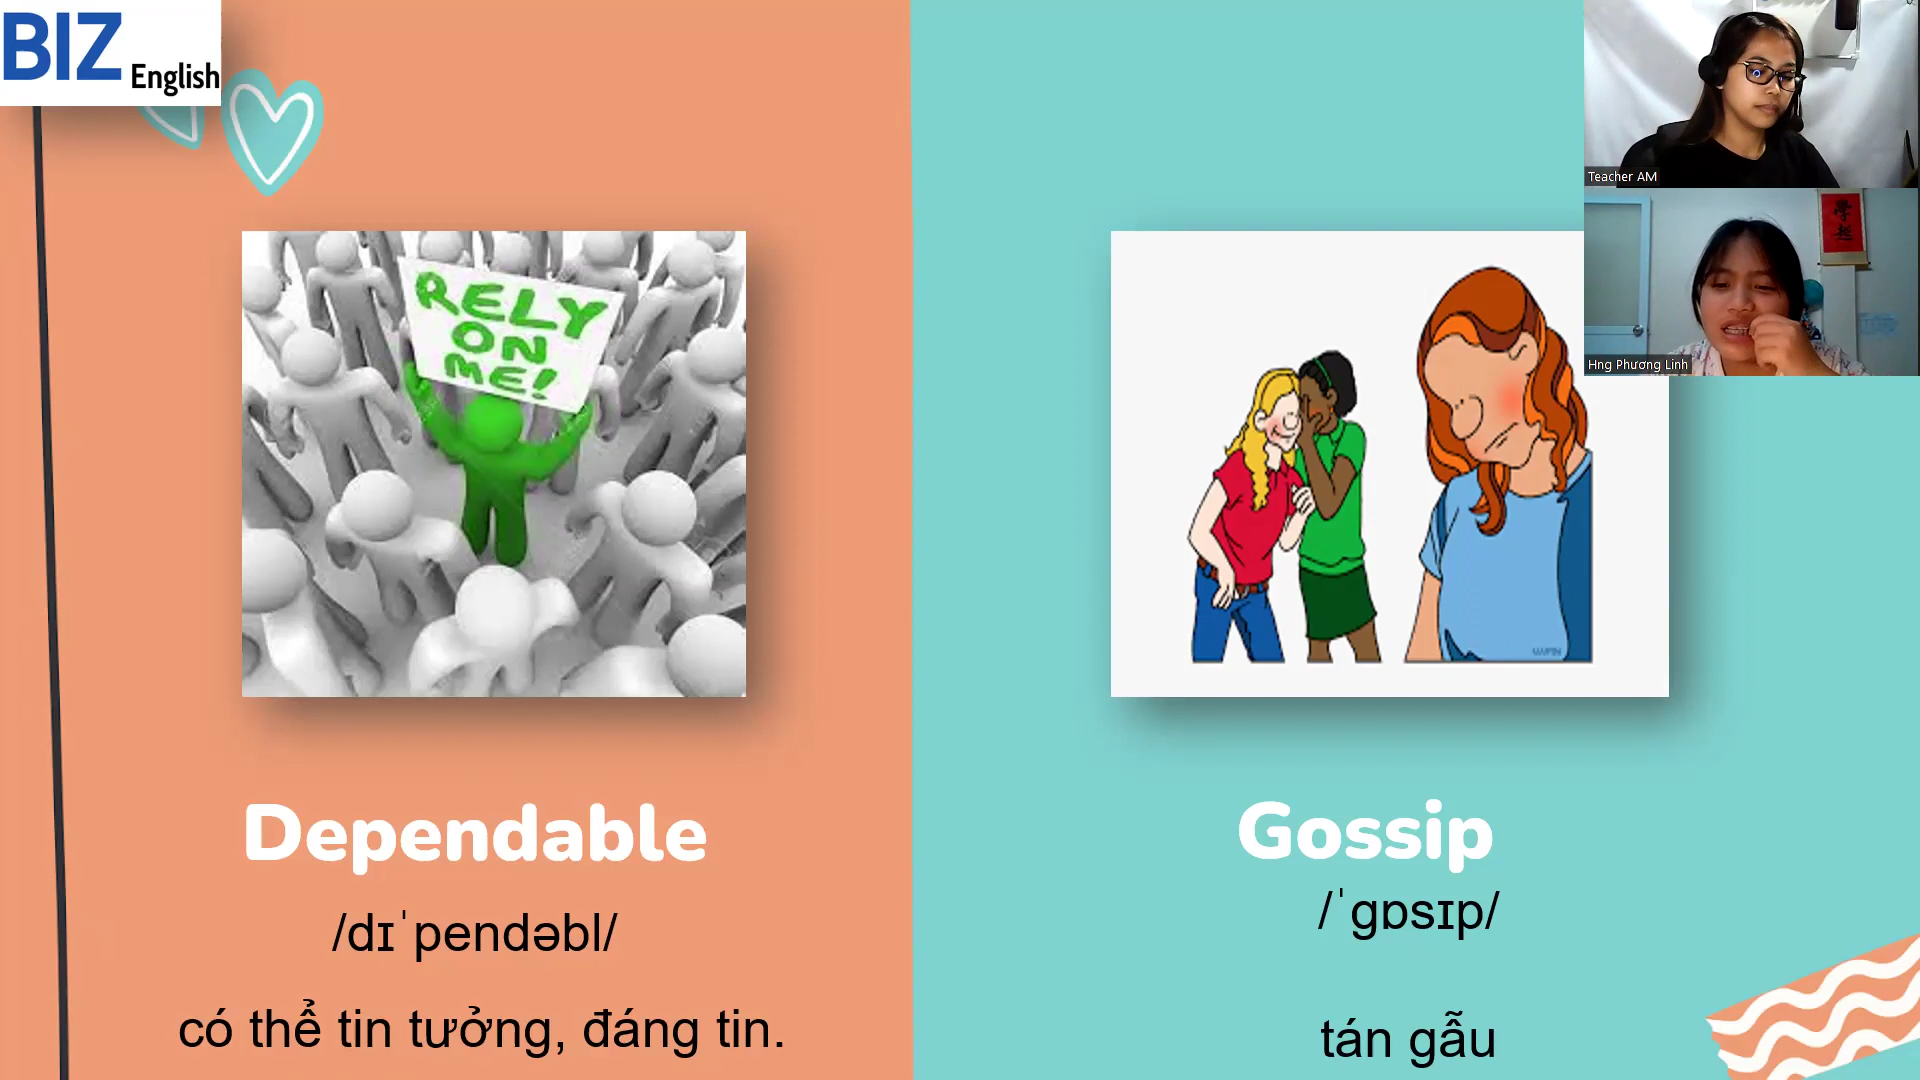 BIZ
English
RELY
ON
ME!
Dependable
/dɪˈpendəbl/
có thể tin tưởng, đáng tin.
Gossip
/ˈɡɒsɪp/
tán gẫu
Teacher AM
Hng Phương Linh
學